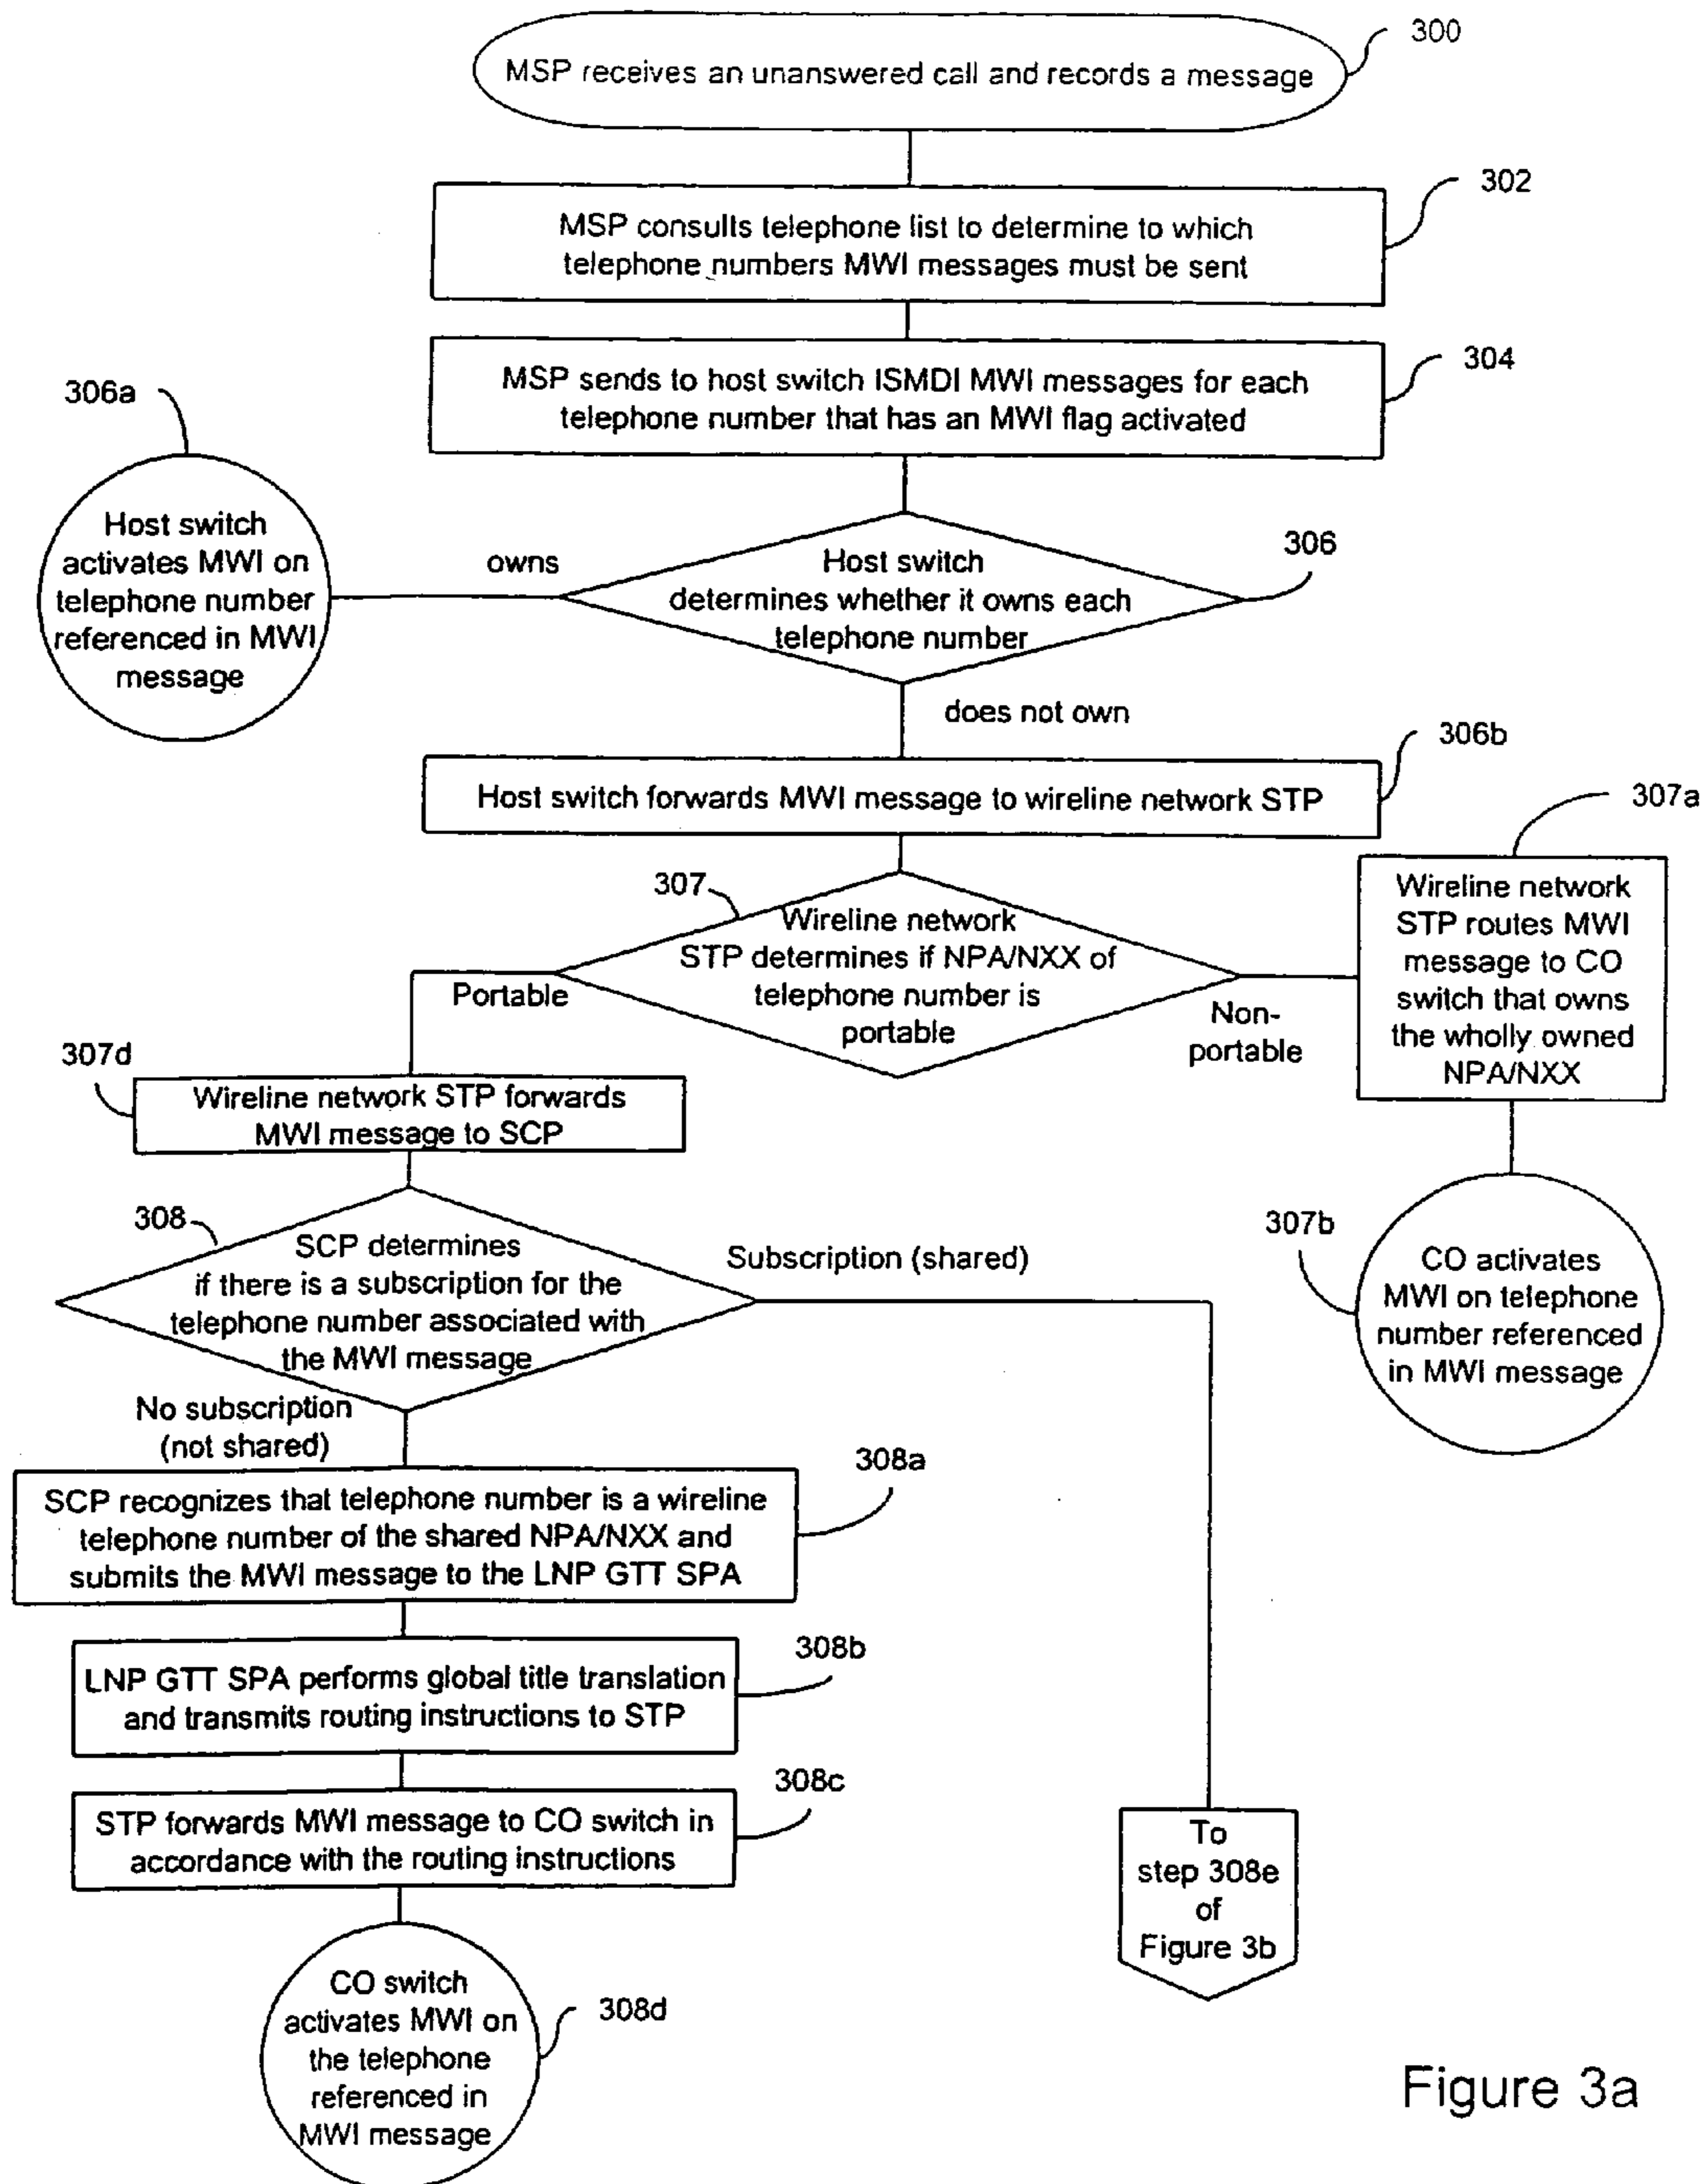 300
MSP receives an unanswered call and records a message
302
MSP consults telephone list to determine to which
telephone numbers MWI messages must be sent
304
MSP sends to host switch ISMDI MWI messages for each
telephone number that has an MWI flag activated
306a
Host switch
activates MWI on
telephone number
referenced in MWI
message
owns
306
Host switch
determines whether it owns each
telephone number
does not own
306b
Host switch forwards MWI message to wireline network STP
307a
Wireline network
STP routes MWI
message to CO
switch that owns
the wholly owned
NPA/NXX
307
Wireline network
STP determines if NPA/NXX of
telephone number is
portable
Portable
Non-
portable
307d
Wireline network STP forwards
MWI message to SCP
307b
CO activates
MWI on telephone
number referenced
in MWI message
308
SCP determines
if there is a subscription for the
telephone number associated with
the MWI message
Subscription (shared)
No subscription
(not shared)
308a
SCP recognizes that telephone number is a wireline
telephone number of the shared NPA/NXX and
submits the MWI message to the LNP GTT SPA
308b
LNP GTT SPA performs global title translation
and transmits routing instructions to STP
308c
STP forwards MWI message to CO switch in
accordance with the routing instructions
To
step 308e
of
Figure 3b
308d
CO switch
activates MWI on
the telephone
referenced in
MWI message
Figure 3a